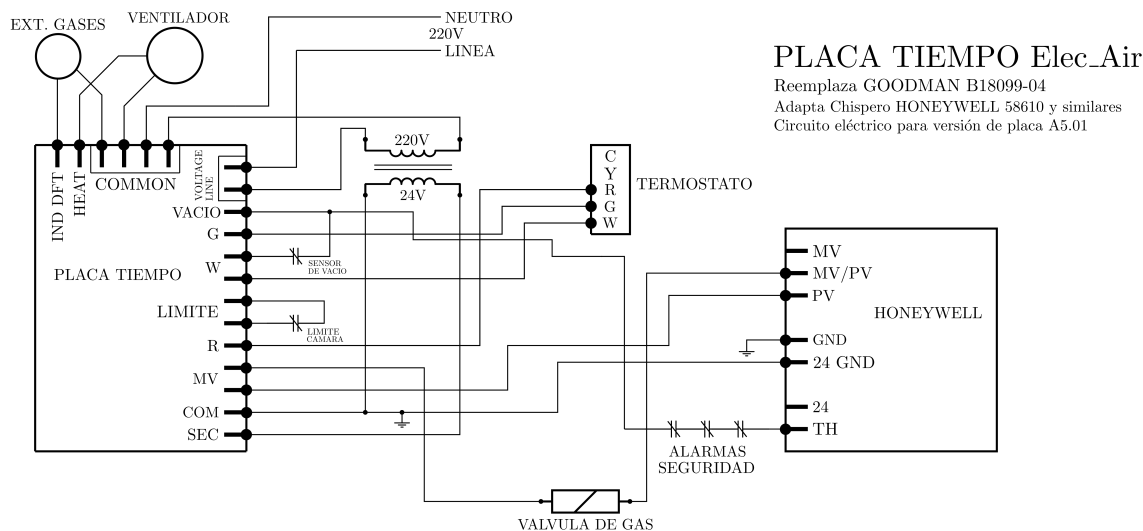 EXT. GASES
VENTILADOR
NEUTRO
220V
LINEA
PLACA TIEMPO Elec_Air
Reemplaza GOODMAN B18099-04
Adapta Chispero HONEYWELL 58610 y similares
Circuito eléctrico para versión de placa A5.01
IND DFT
HEAT
COMMON
VOLTAGE
LINE
220V
24V
C
Y
R
G
W
TERMOSTATO
VACIO
G
W
SENSOR
DE VACIO
PLACA TIEMPO
LIMITE
LIMITE
CAMARA
R
MV
COM
SEC
MV
MV/PV
PV
HONEYWELL
GND
24 GND
24
TH
ALARMAS
SEGURIDAD
VALVULA DE GAS